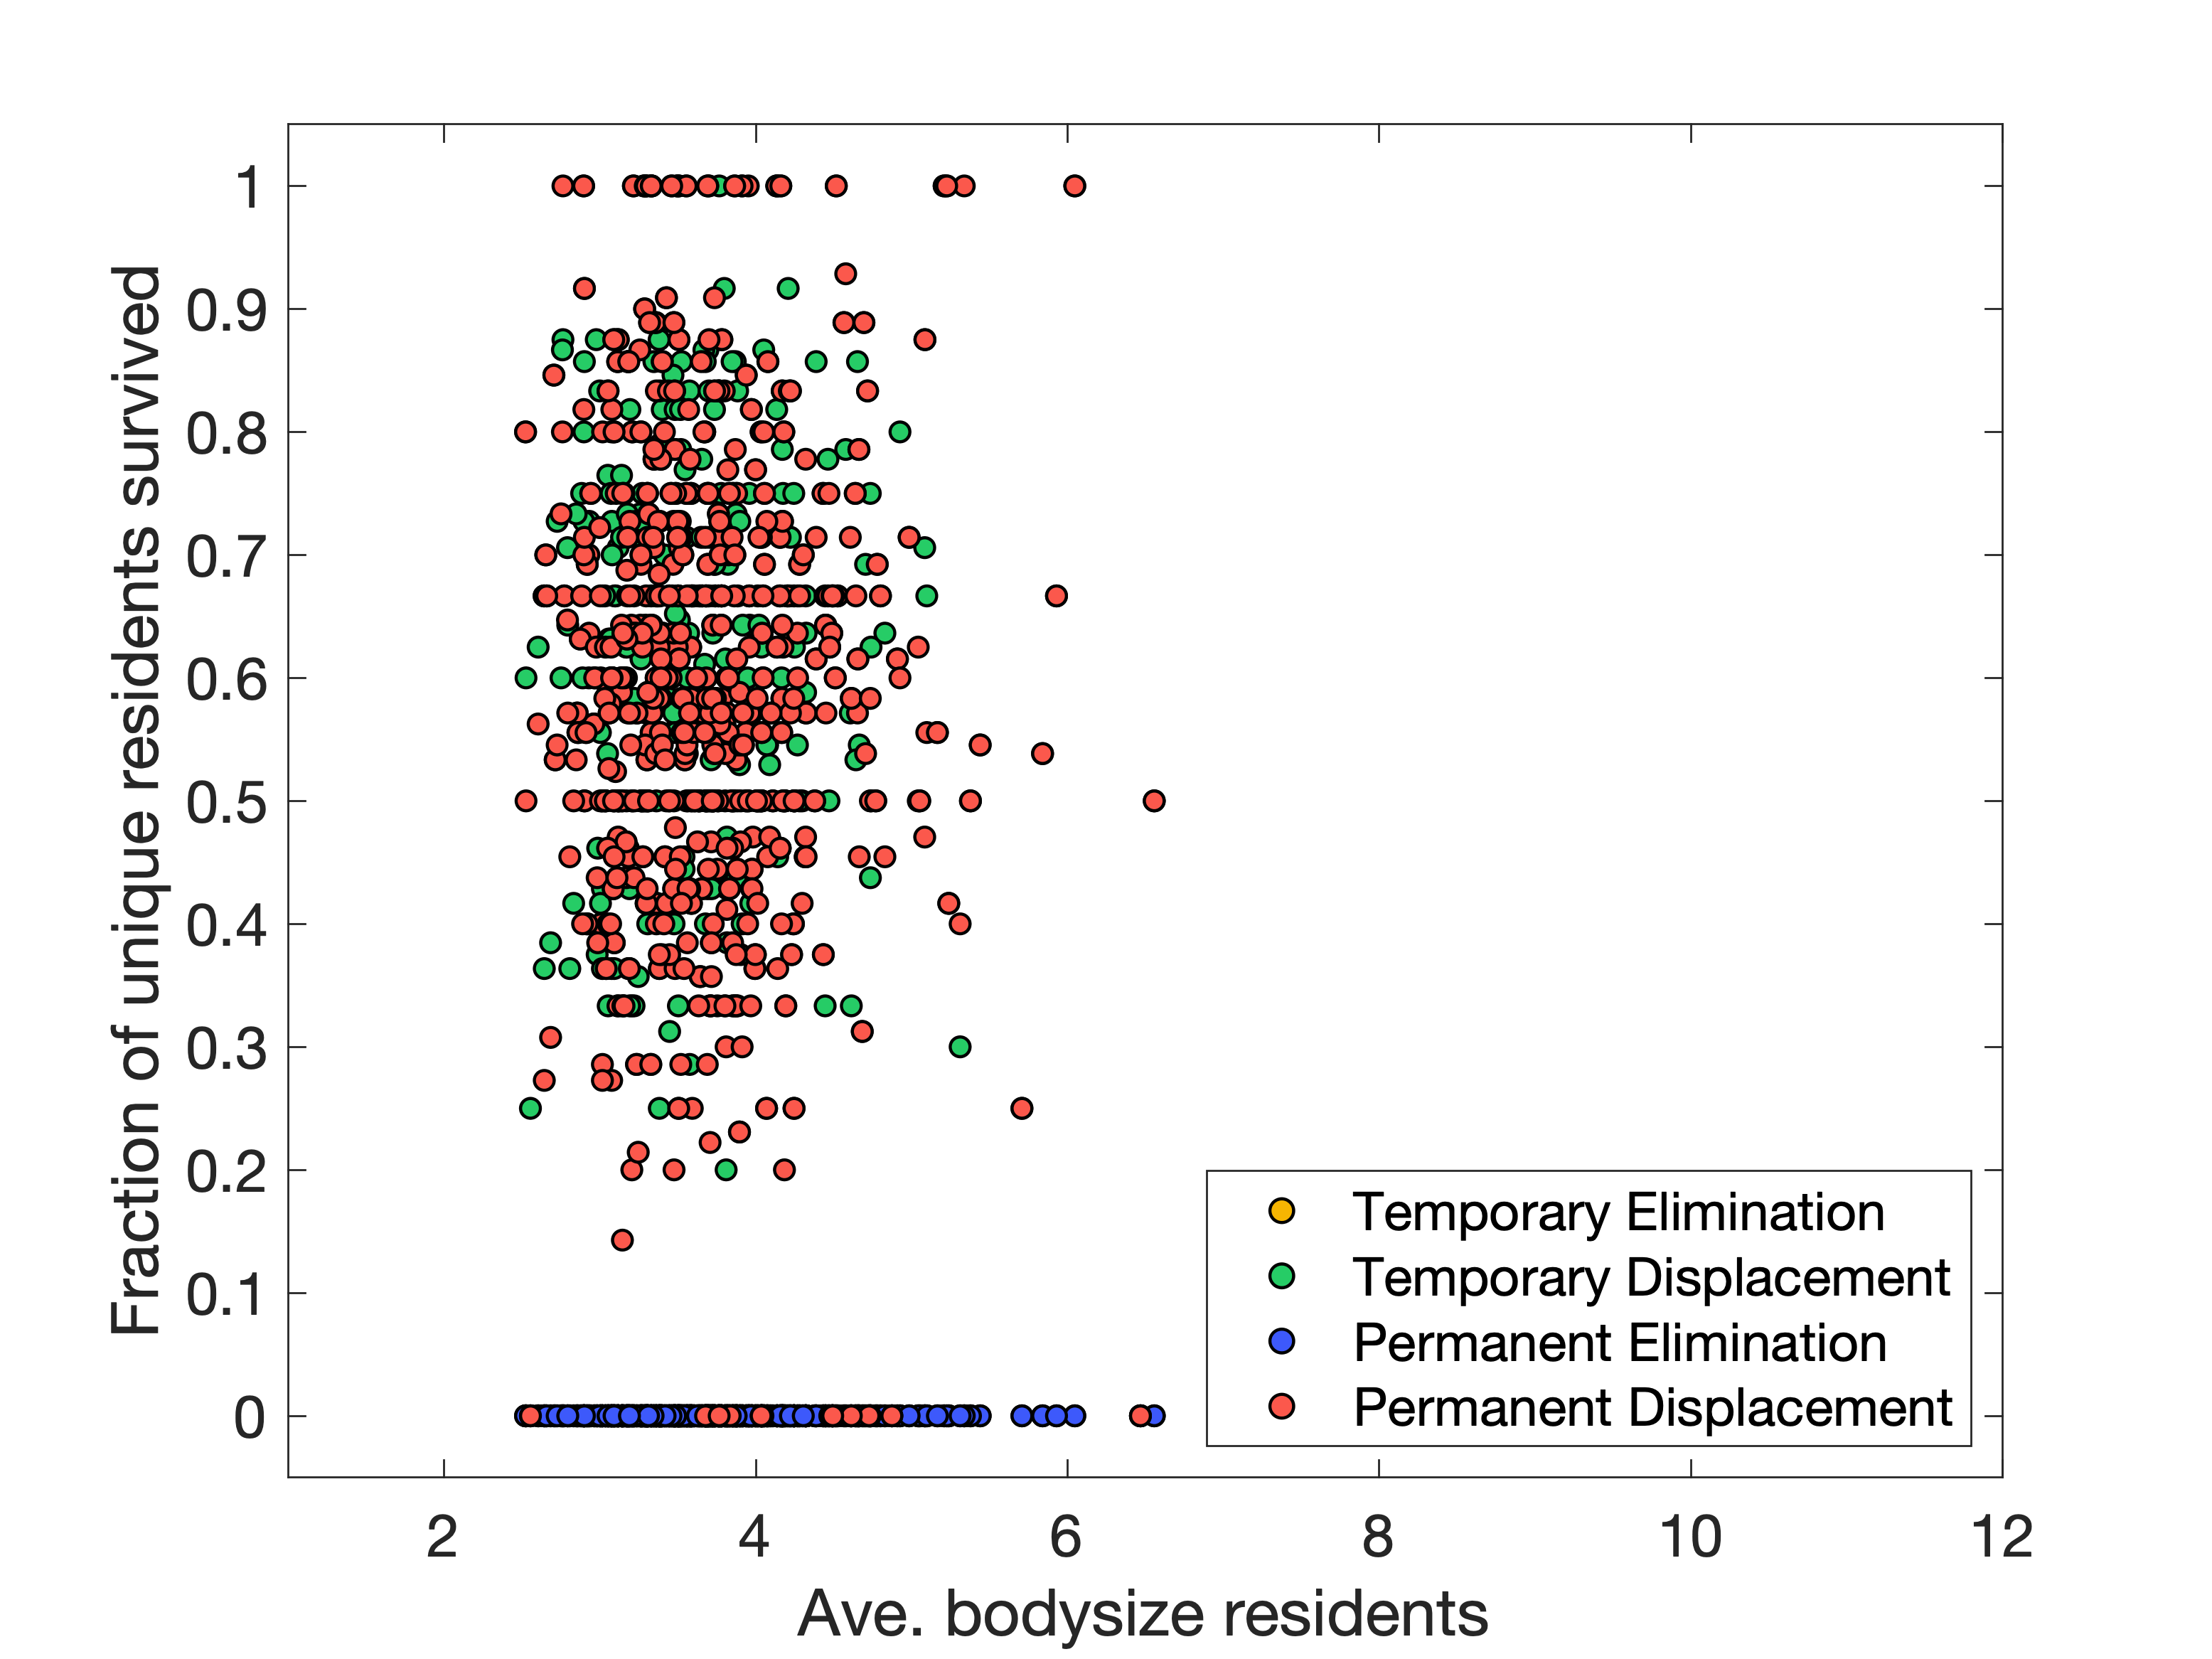 Fraction of unique residents survived
1
0.9
0.8
0.7
0.6
0.5
0.4
0.3
0.2
0.1
0
Temporary Elimination
Temporary Displacement
Permanent Elimination
Permanent Displacement
2 4 6 8 10 12
Ave. bodysize residents